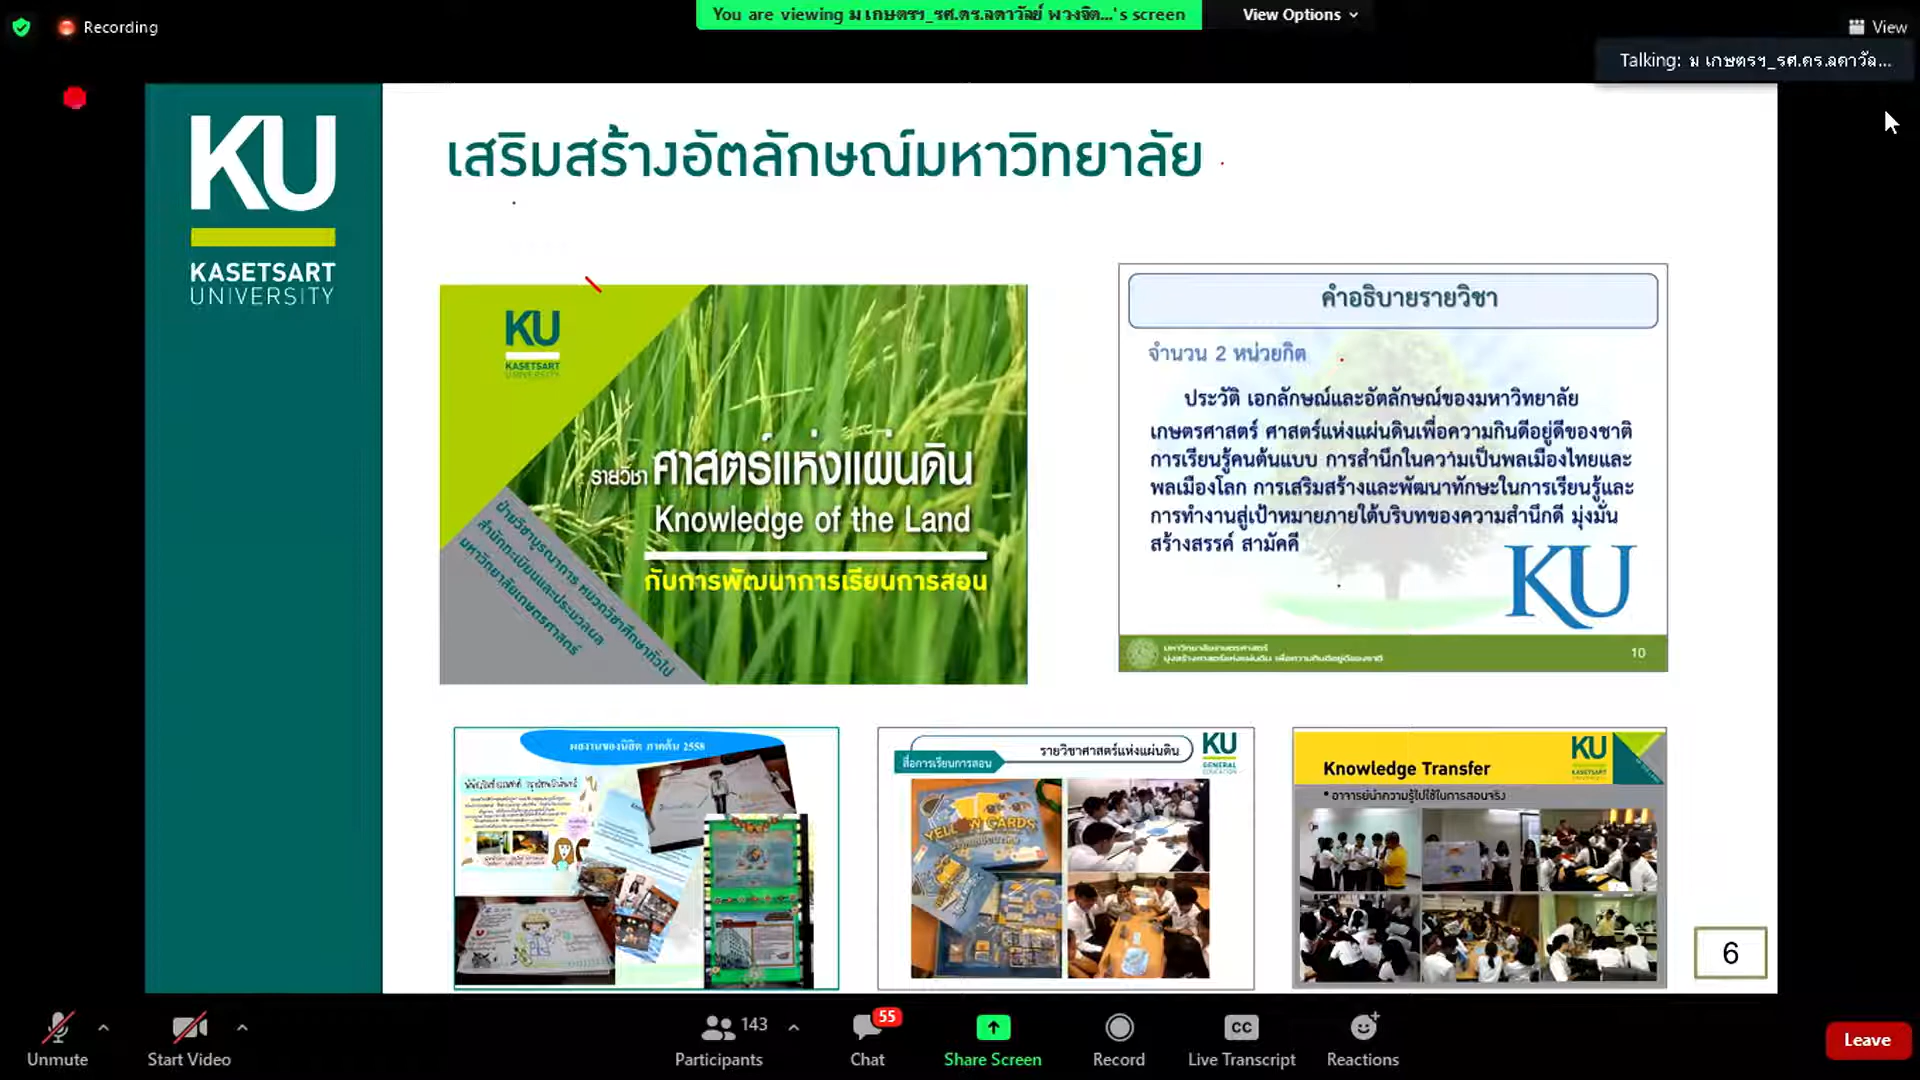 Recording
You are viewing ม เกษตรฯ_รศ.ดร.ลดาวัลย์ พวงจิต...'s screen
View Options
View
Talking: ม เกษตรฯ_รศ.ดร.ลดาวัล...
KU
KASETSART
UNIVERSITY
เสริมสร้างอัตลักษณ์มหาวิทยาลัย
KU
KASETSART
UNIVERSITY
รายวิชา ศาสตร์แห่งแผ่นดิน
Knowledge of the Land
กับการพัฒนาการเรียนการสอน
ฝ่ายวิชาบูรณาการ หมวดวิชาศึกษาทั่วไป
สำนักทะเบียนและประมวลผล
มหาวิทยาลัยเกษตรศาสตร์
คำอธิบายรายวิชา
จำนวน 2 หน่วยกิต
ประวัติ เอกลักษณ์และอัตลักษณ์ของมหาวิทยาลัย
เกษตรศาสตร์ ศาสตร์แห่งแผ่นดินเพื่อความกินดีอยู่ดีของชาติ
การเรียนรู้คนต้นแบบ การสำนึกในความเป็นพลเมืองไทยและ
พลเมืองโลก การเสริมสร้างและพัฒนาทักษะในการเรียนรู้และ
การทำงานสู่เป้าหมายภายใต้บริบทของความสำนึกดี มุ่งมั่น
สร้างสรรค์ สามัคคี
KU
มหาวิทยาลัยเกษตรศาสตร์
มุ่งสร้างศาสตร์แห่งแผ่นดิน เพื่อความกินดีอยู่ดีของชาติ
10
ผลงานของนิสิต ภาคต้น 2558
รายวิชาศาสตร์แห่งแผ่นดิน
สื่อการเรียนการสอน
KU
GENERAL
EDUCATION
YELLOW CARDS
Knowledge Transfer
KU
KASETSART
* อาจารย์นำความรู้ไปใช้ในการสอนจริง
6
Unmute
Start Video
143
Participants
55
Chat
Share Screen
Record
CC
Live Transcript
Reactions
Leave